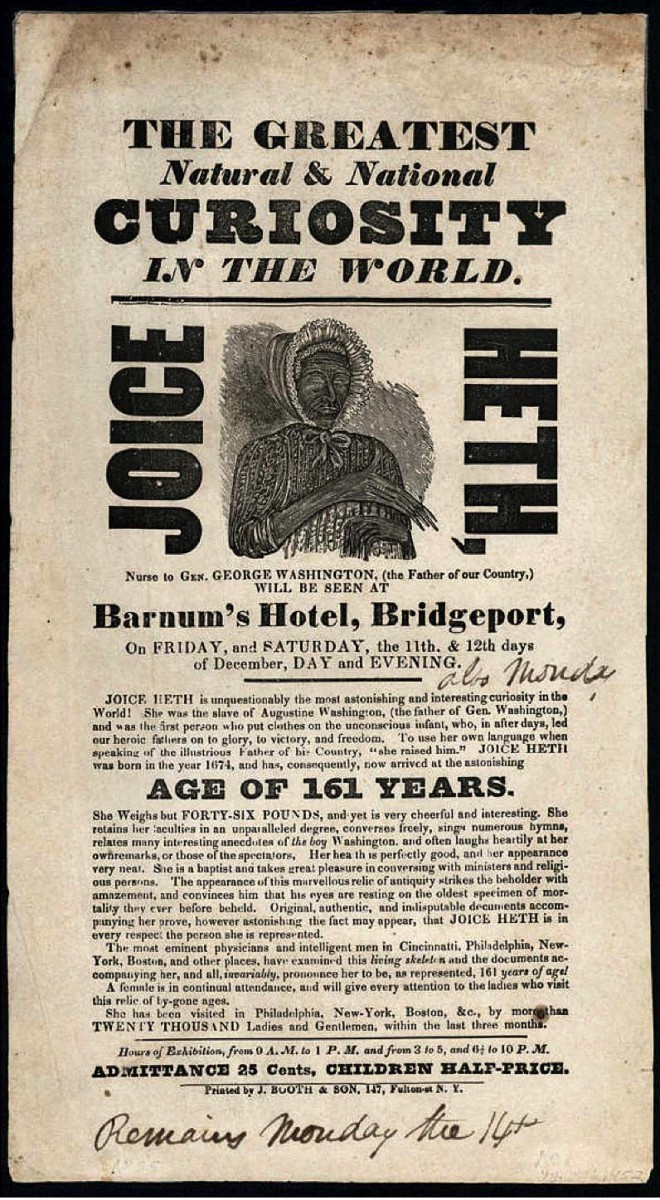 THE GREATEST
Natural & National
CURIOSITY
IN THE WORLD.
JOICE
HETH,
Nurse to GEN. GEORGE WASHINGTON, (the Father of our Country,)
WILL BE SEEN AT
Barnum's Hotel, Bridgeport,
On FRIDAY, and SATURDAY, the 11th. & 12th days
of December, DAY and EVENING.
also Monday
JOICE HETH is unquestionably the most astonishing and interesting curiosity in the
World! She was the slave of Augustine Washington, (the father of Gen. Washington,)
and was the first person who put clothes on the unconscious infant, who, in after days, led
our heroic fathers on to glory, to victory, and freedom. To use her own language when
speaking of the illustrious Father of his Country, "she raised him." JOICE HETH
was born in the year 1674, and has, consequently, now arrived at the astonishing
AGE OF 161 YEARS.
She Weighs but FORTY-SIX POUNDS, and yet is very cheerful and interesting. She
retains her faculties in an unparalleled degree, converses freely, sings numerous hymns,
relates many interesting anecdotes of the boy Washington, and often laughs heartily at her
own remarks, or those of the spectators, Her health is perfectly good, and her appearance
very neat. She is a baptist and takes great pleasure in conversing with ministers and religi-
ous persons. The appearance of this marvellous relic of antiquity strikes the beholder with
amazement, and convinces him that his eyes are resting on the oldest specimen of mor-
tality they ever before beheld. Original, authentic, and indisputable documents accom-
panying her prove, however astonishing the fact may appear, that JOICE HETH is in
every respect the person she is represented.
The most eminent physicians and intelligent men in Cincinnatti, Philadelphia, New-
York, Boston, and other places, have examined this living skeleton and the documents ac-
companying her, and all, invariably, pronounce her to be, as represented, 161 years of age!
A female is in continual attendance, and will give every attention to the ladies who visit
this relic of by-gone ages.
She has been visited in Philadelphia, New-York, Boston, &c., by more than
TWENTY THOUSAND Ladies and Gentlemen, within the last three months.
Hours of Exhibition, from 9 A. M. to 1 P. M. and from 3 to 5, and 6½ to 10 P. M.
ADMITTANCE 25 Cents, CHILDREN HALF-PRICE.
Printed by J. BOOTH & SON, 147, Fulton-st N. Y.
Remains Monday the 14th